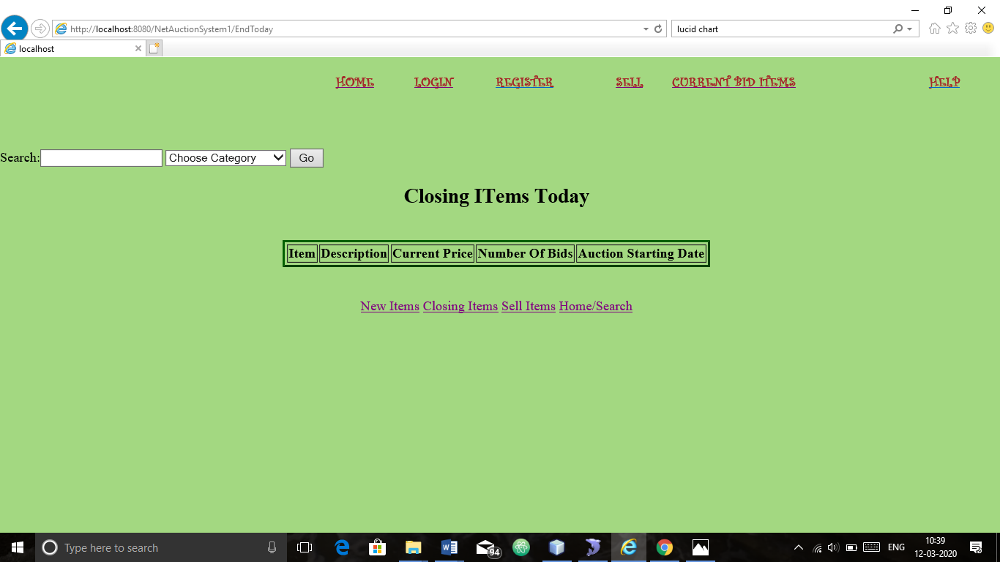 http://localhost:8080/NetAuctionSystem1/EndToday
lucid chart
localhost
HOME LOGIN REGISTER SELL CURRENT BID ITEMS HELP
Search: Choose Category Go
Closing ITems Today
Item Description Current Price Number Of Bids Auction Starting Date
New Items Closing Items Sell Items Home/Search
Type here to search
94
ENG
10:39
12-03-2020